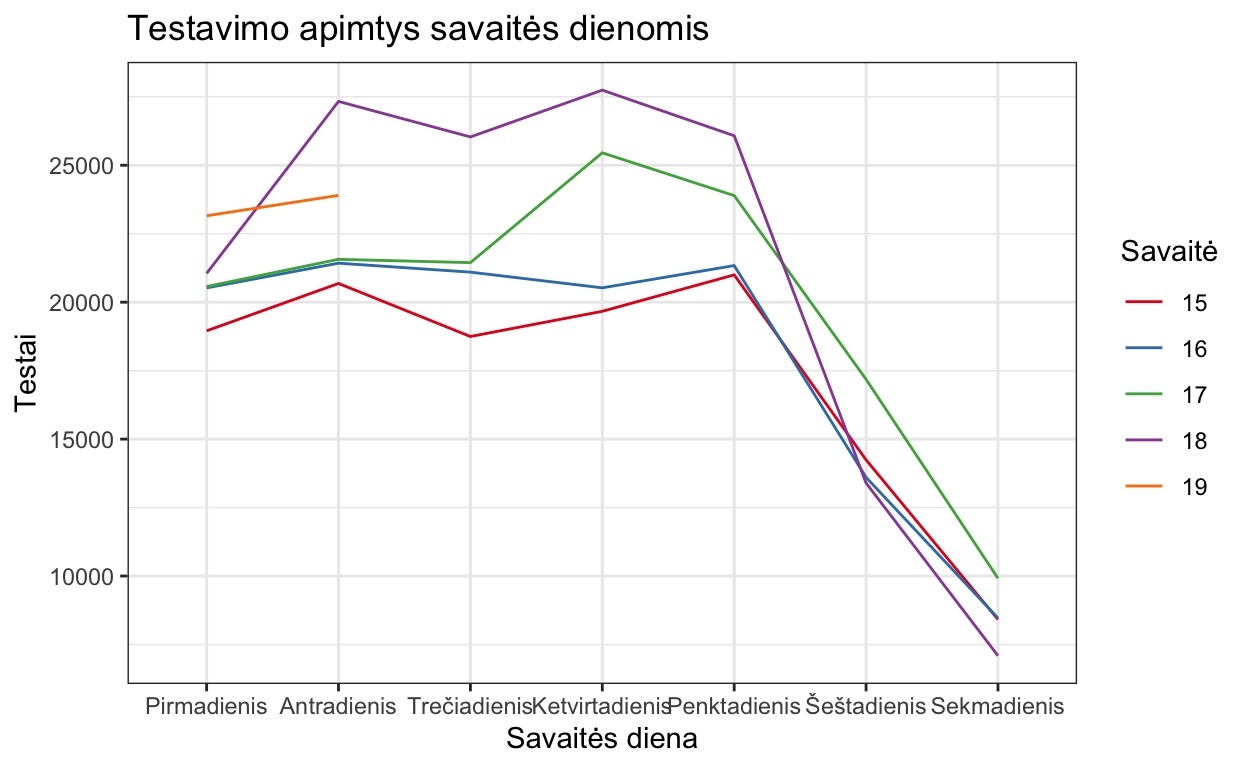 Testavimo apimtys savaitės dienomis
25000
20000
15000
10000
Testai
Pirmadienis Antradienis Trečiadienis Ketvirtadienis Penktadienis Šeštadienis Sekmadienis
Savaitės diena
Savaitė
15
16
17
18
19